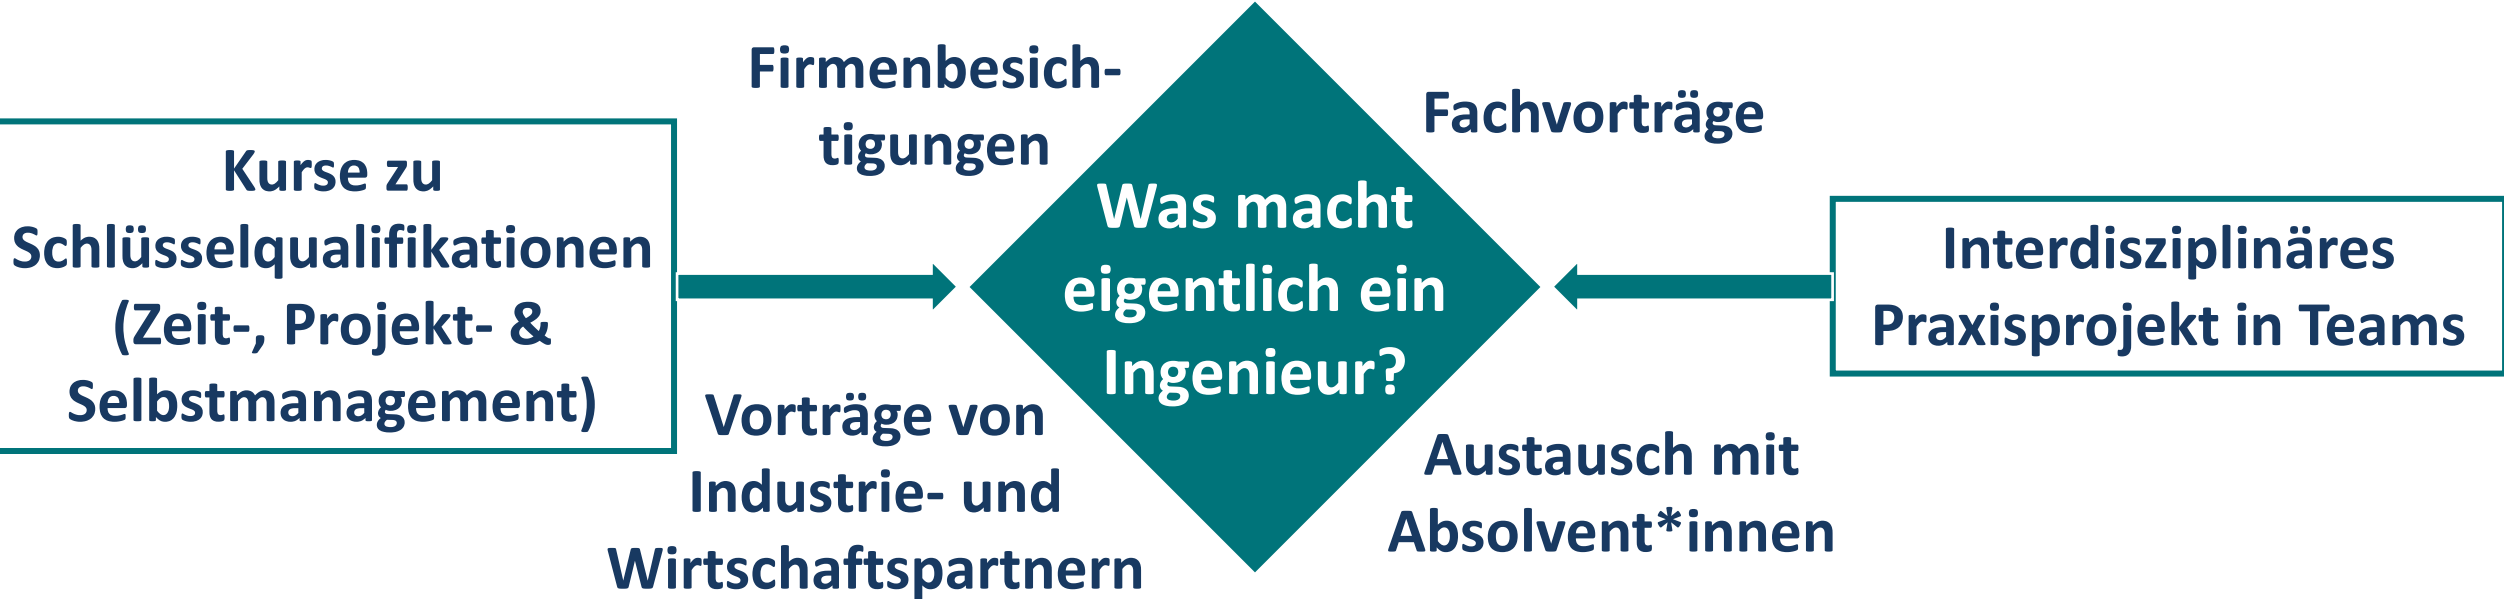 Kurse zu
Schlüsselqualifikationen
(Zeit-, Projekt- &
Selbstmanagement)
Firmenbesich-
tigungen
Vorträge von
Industrie- und
Wirtschaftspartnern
Was macht
eigentlich ein
Ingenieur?
Fachvorträge
Austausch mit
Absolvent*innen
Interdisziplinäres
Praxisprojekt in Teams